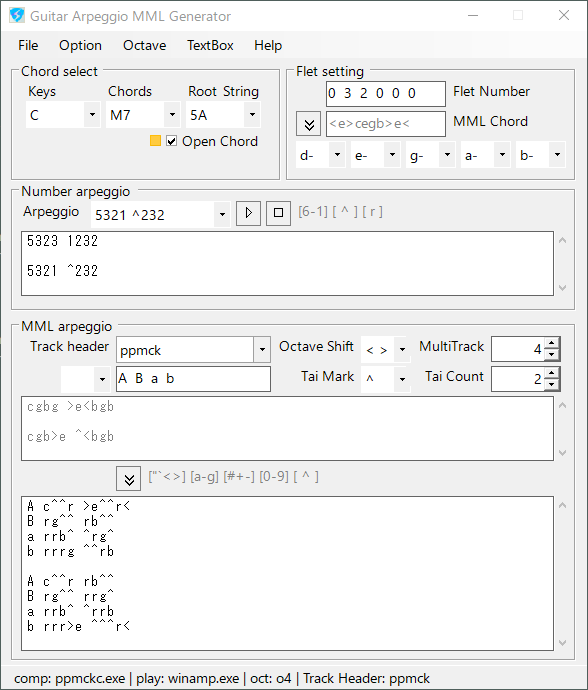 Guitar Arpeggio MML Generator
File Option Octave TextBox Help
Chord select
Keys Chords Root String
C M7 5A
Open Chord
Flet setting
0 3 2 0 0 0 Flet Number
<e>cegb>e< MML Chord
d- e- g- a- b-
Number arpeggio
Arpeggio 5321 ^232 [6-1] [ ^ ] [ r ]
5323 1232
5321 ^232
MML arpeggio
Track header ppmck Octave Shift < > MultiTrack 4
A B a b Tai Mark ^ Tai Count 2
cgbg >e<bgb
cgb>e ^<bgb
["`<>] [a-g] [#+-] [0-9] [ ^ ]
A c^^r >e^^r<
B rg^^ rb^^
a rrb^ ^rg^
b rrrg ^^rb
A c^^r rb^^
B rg^^ rrg^
a rrb^ ^rrb
b rrr>e ^^^r<
comp: ppmckc.exe | play: winamp.exe | oct: o4 | Track Header: ppmck